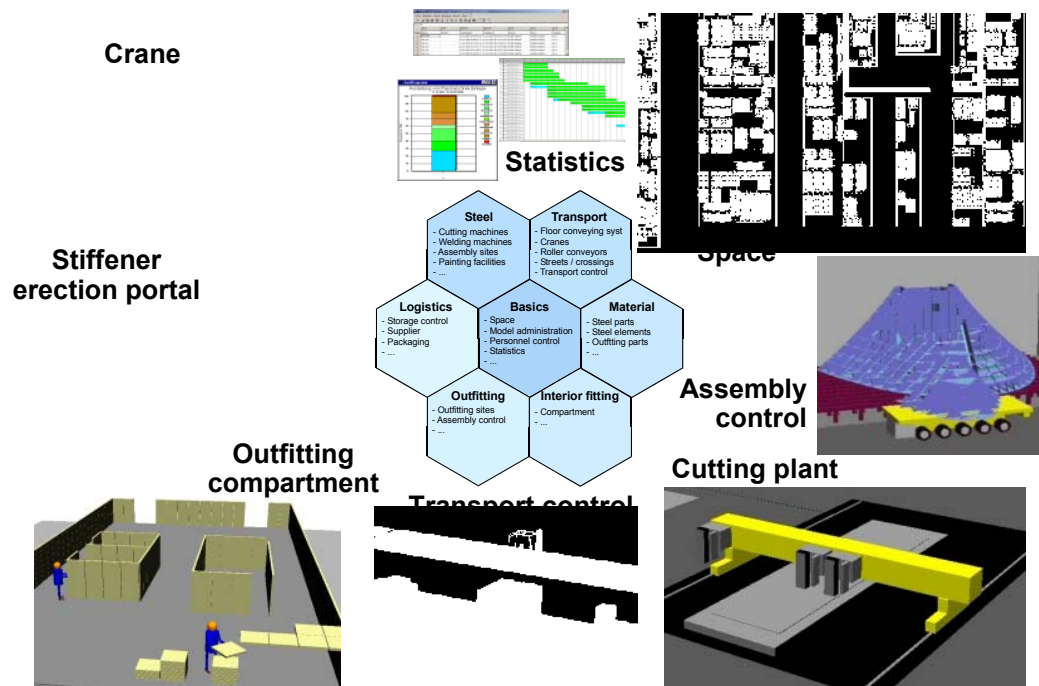 Crane
Statistics
Space
Stiffener
erection portal
Steel
- Cutting machines
- Welding machines
- Assembly sites
- Painting facilities
- ...
Transport
- Floor conveying syst
- Cranes
- Roller conveyors
- Streets / crossings
- Transport control
Logistics
- Storage control
- Supplier
- Packaging
- ...
Basics
- Space
- Model administration
- Personnel control
- Statistics
- ...
Material
- Steel parts
- Steel elements
- Outftting parts
- ...
Outfitting
- Outfitting sites
- Assembly control
- ...
Interior fitting
- Compartment
- ...
Assembly
control
Outfitting
compartment
Cutting plant
Transport control